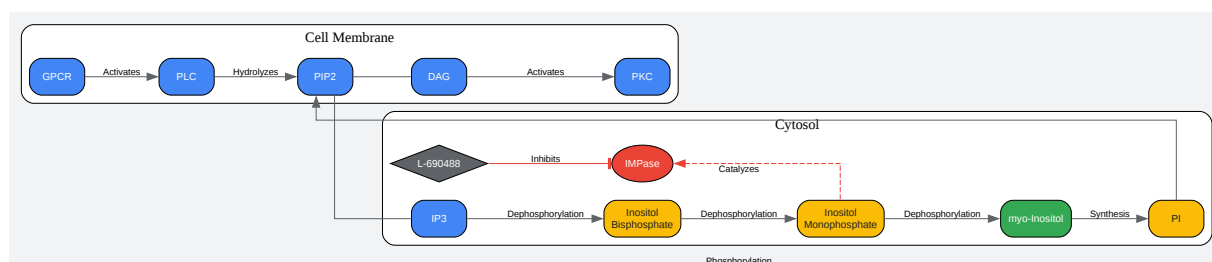 Cell Membrane
GPCR
Activates
PLC
Hydrolyzes
PIP2
DAG
Activates
PKC
Cytosol
L-690488
Inhibits
IMPase
Catalyzes
IP3
Dephosphorylation
Inositol
Bisphosphate
Dephosphorylation
Inositol
Monophosphate
Dephosphorylation
myo-Inositol
Synthesis
PI
Phosphorylation